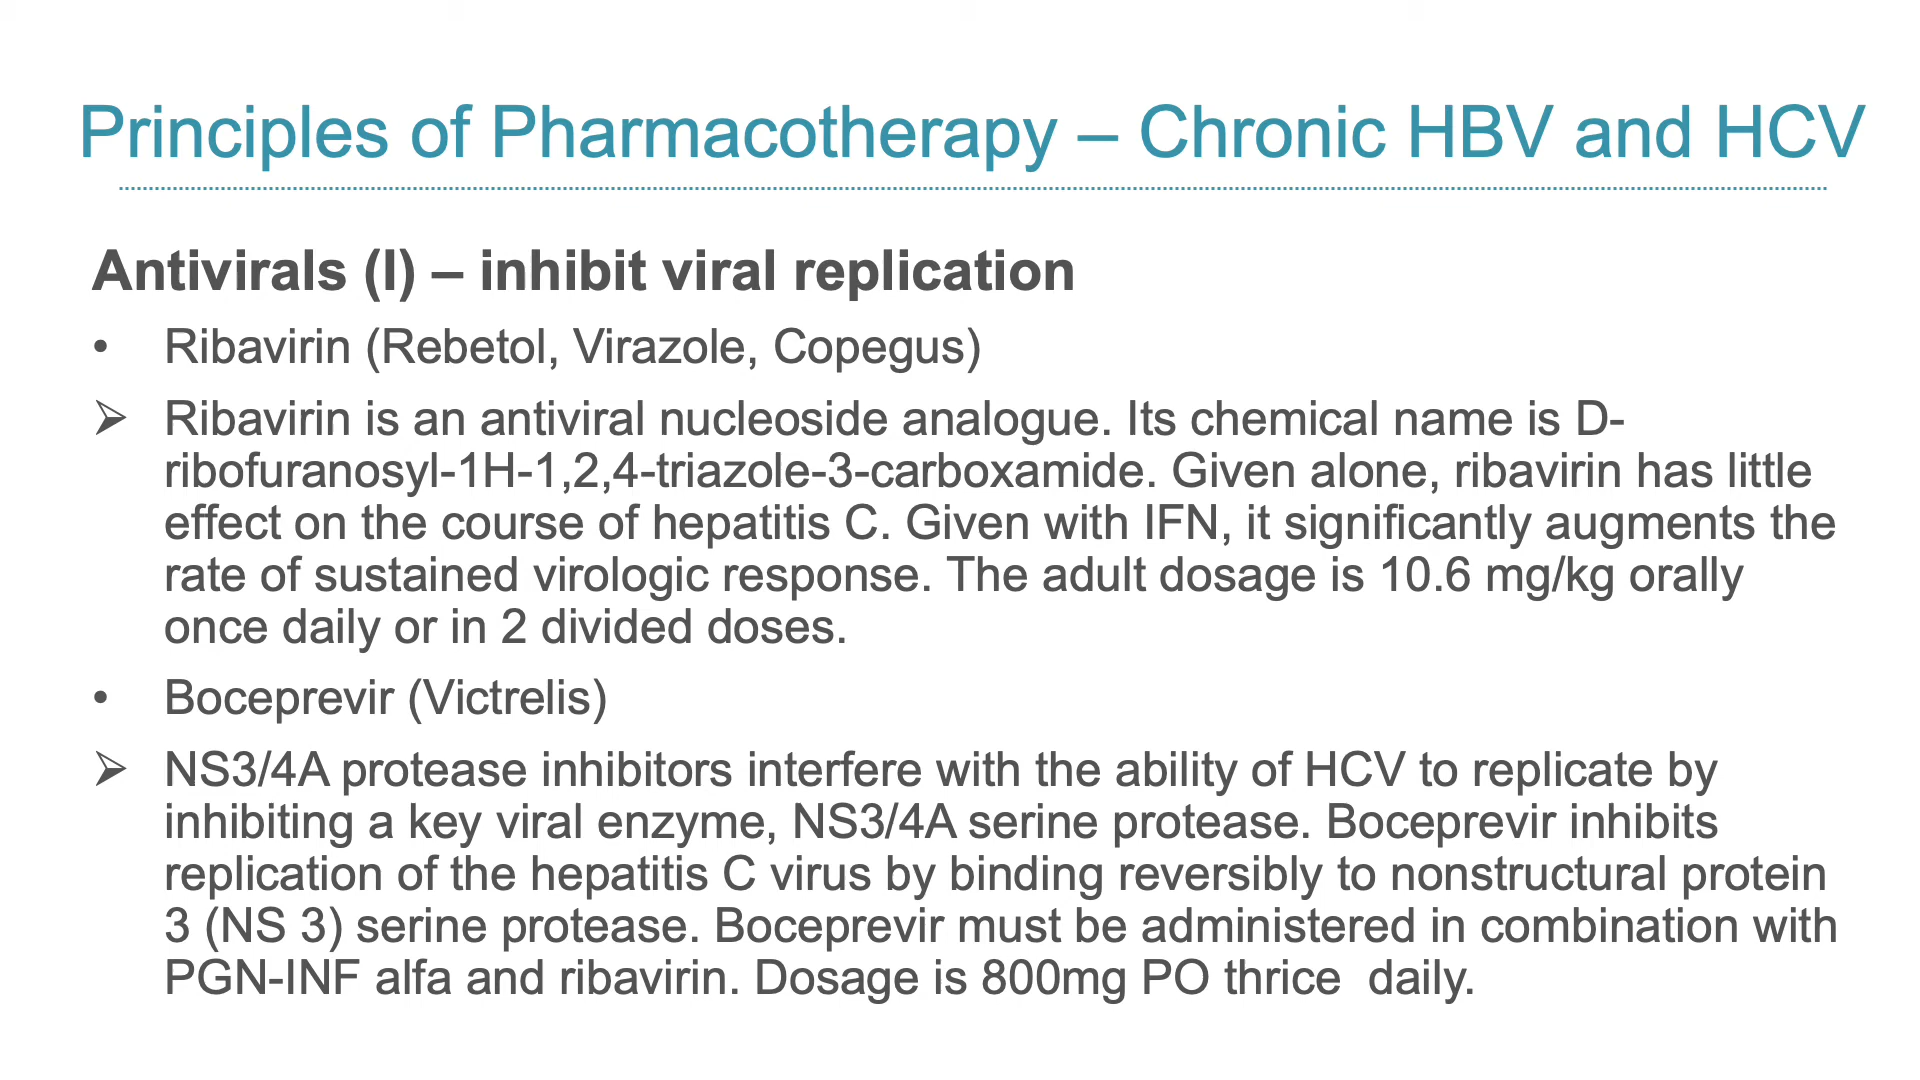 Principles of Pharmacotherapy – Chronic HBV and HCV
Antivirals (I) – inhibit viral replication
• Ribavirin (Rebetol, Virazole, Copegus)
➢ Ribavirin is an antiviral nucleoside analogue. Its chemical name is D-
ribofuranosyl-1H-1,2,4-triazole-3-carboxamide. Given alone, ribavirin has little
effect on the course of hepatitis C. Given with IFN, it significantly augments the
rate of sustained virologic response. The adult dosage is 10.6 mg/kg orally
once daily or in 2 divided doses.
• Boceprevir (Victrelis)
➢ NS3/4A protease inhibitors interfere with the ability of HCV to replicate by
inhibiting a key viral enzyme, NS3/4A serine protease. Boceprevir inhibits
replication of the hepatitis C virus by binding reversibly to nonstructural protein
3 (NS 3) serine protease. Boceprevir must be administered in combination with
PGN-INF alfa and ribavirin. Dosage is 800mg PO thrice  daily.